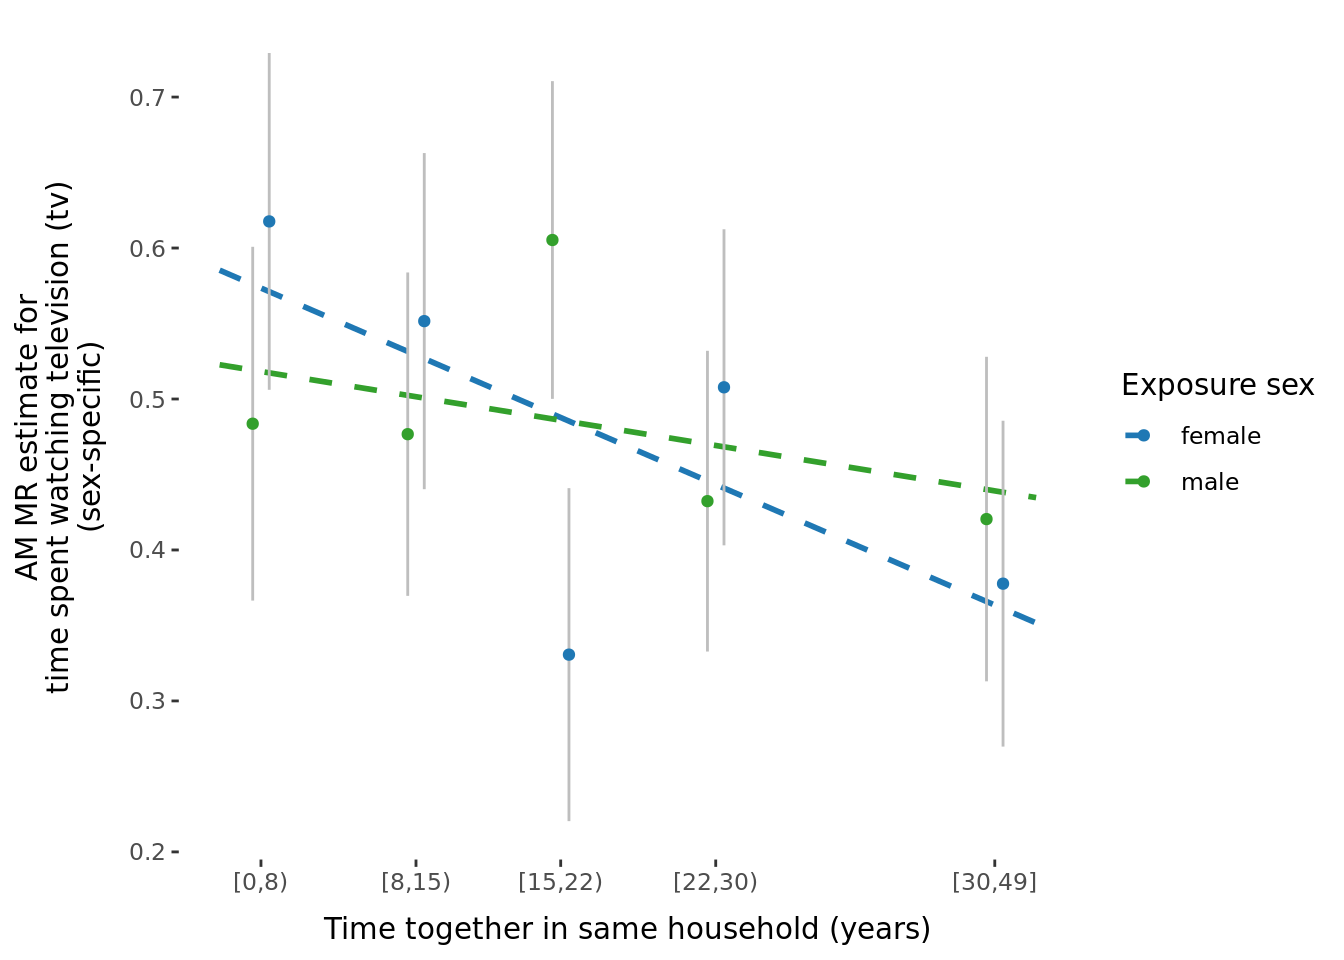 AM MR estimate for
time spent watching television (tv)
(sex-specific)
0.7
0.6
0.5
0.4
0.3
0.2
[0,8)
[8,15)
[15,22)
[22,30)
[30,49]
Time together in same household (years)
Exposure sex
female
male